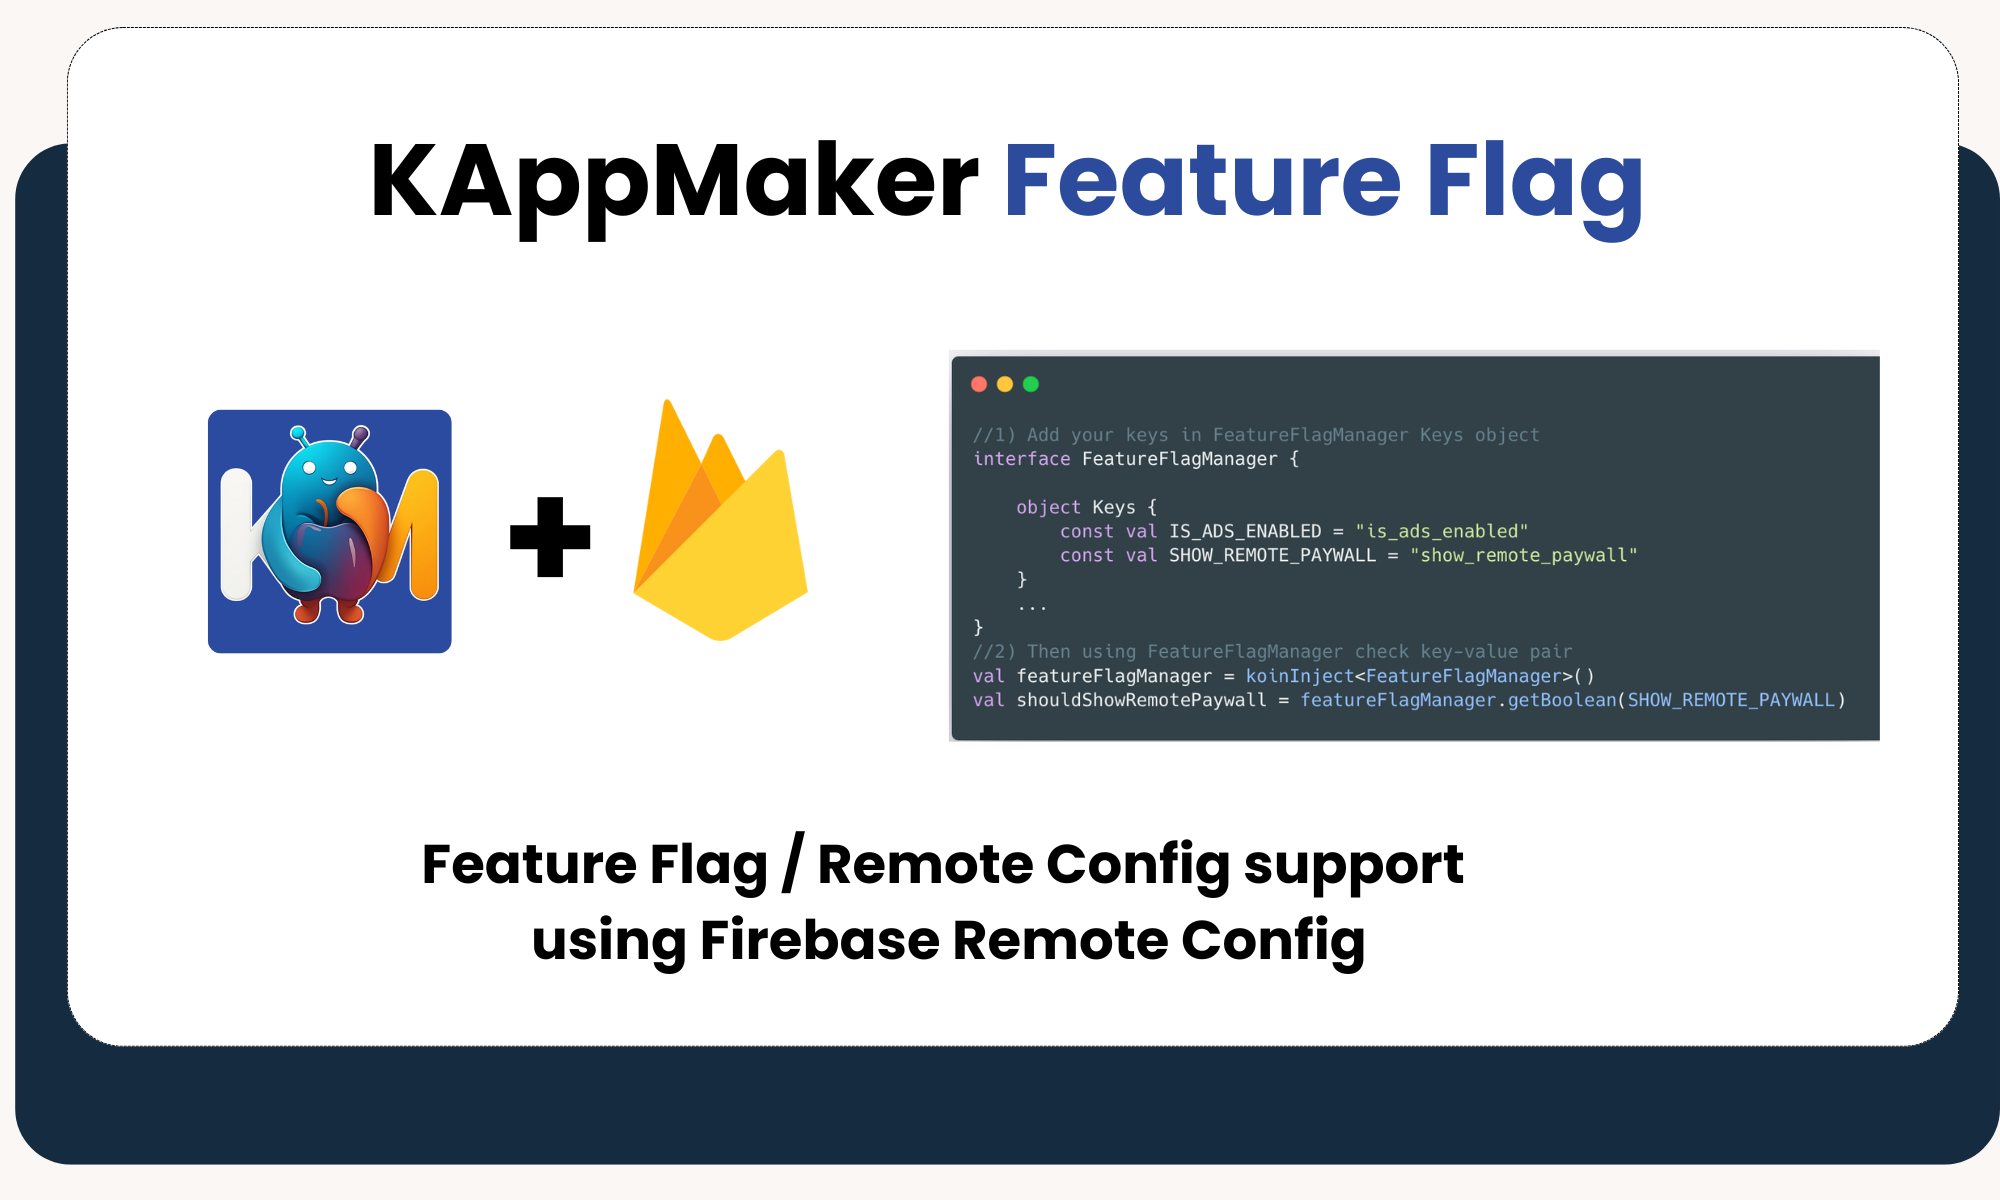 KAppMaker Feature Flag
KM
//1) Add your keys in FeatureFlagManager Keys object
interface FeatureFlagManager {
    object Keys {
        const val IS_ADS_ENABLED = "is_ads_enabled"
        const val SHOW_REMOTE_PAYWALL = "show_remote_paywall"
    }
    ...
}
//2) Then using FeatureFlagManager check key-value pair
val featureFlagManager = koinInject<FeatureFlagManager>()
val shouldShowRemotePaywall = featureFlagManager.getBoolean(SHOW_REMOTE_PAYWALL)
Feature Flag / Remote Config support
using Firebase Remote Config